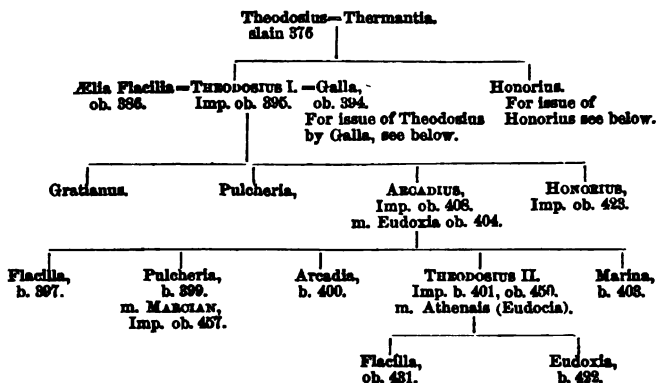 Theodosius=Thermantia.
slain 376
Ælia Flacilia=THEODOSIUS I.=Galla,
ob. 386. Imp. ob. 395. ob. 394.
For issue of Theodosius
by Galla, see below.
Honorius.
For issue of
Honorius see below.
Gratianus. Pulcheria, ARCADIUS, HONORIUS,
Imp. ob. 408. Imp. ob. 423.
m. Eudoxia ob. 404.
Flacilla, Pulcheria, Arcadia, THEODOSIUS II. Marina,
b. 397. b. 399. b. 400. Imp. b. 401, ob. 450. b. 403.
m. MARCIAN, m. Athenais (Eudocia).
Imp. ob. 457.
Flacilla, Eudoxia,
ob. 431. b. 422.